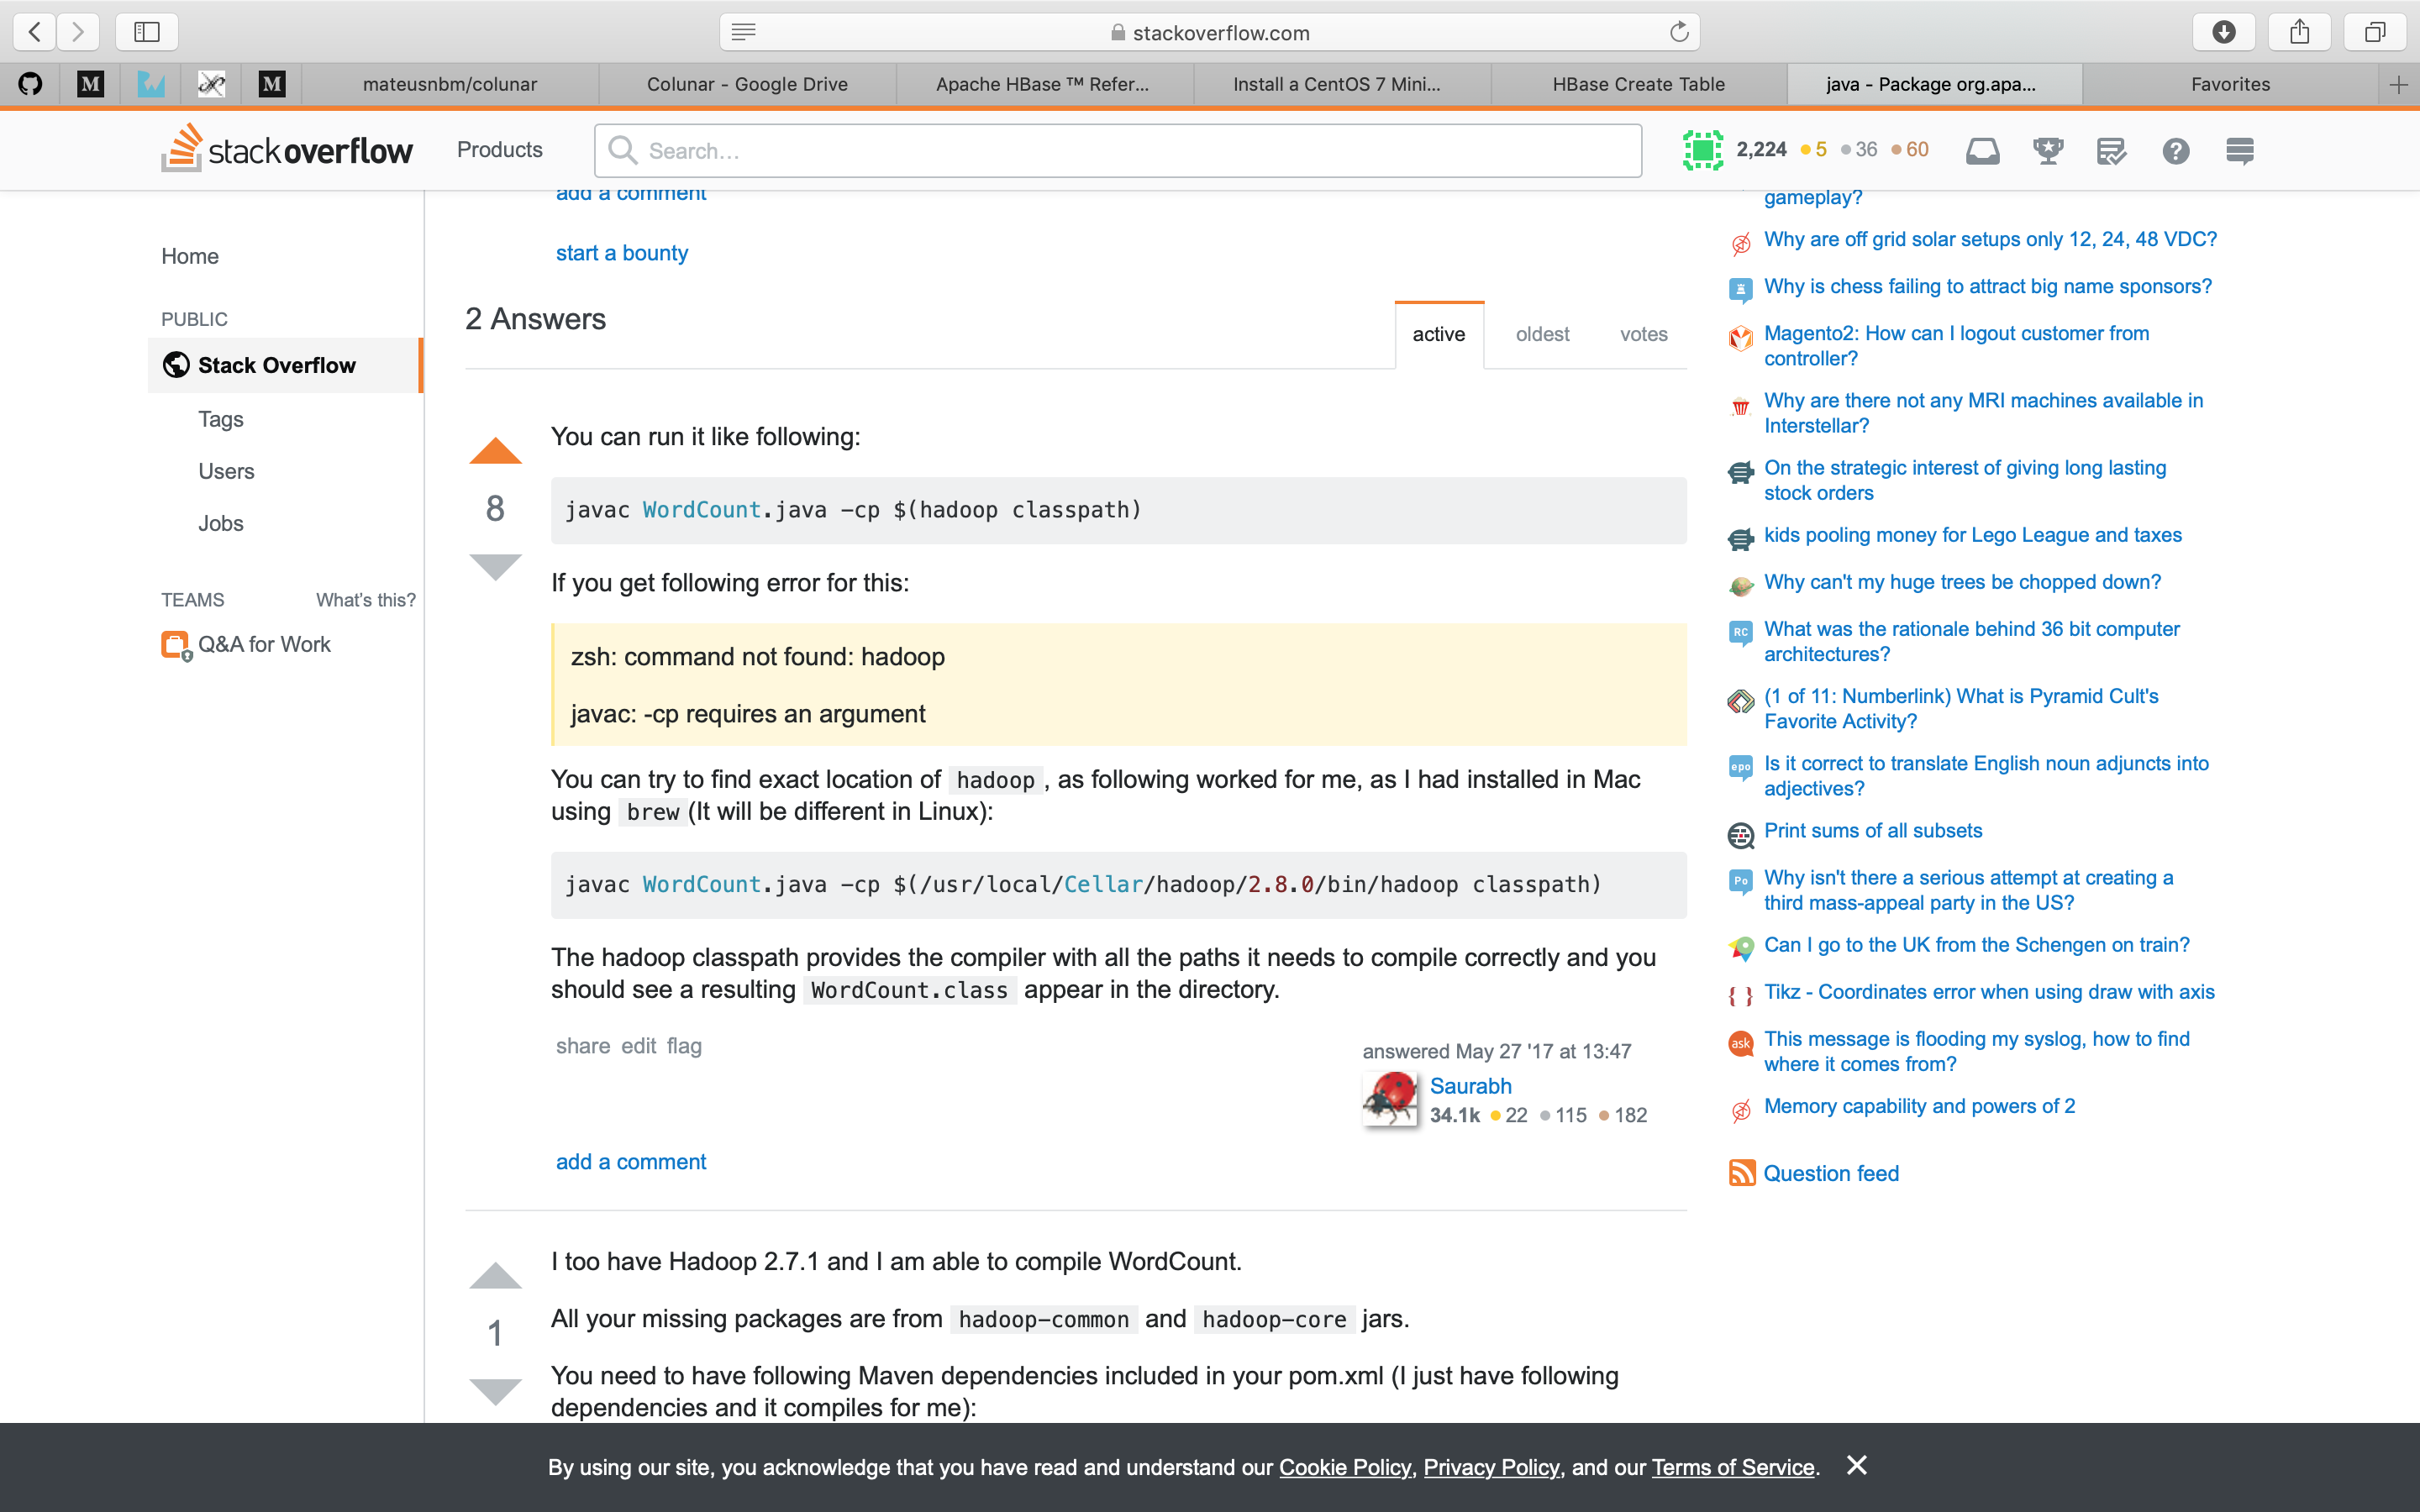 stackoverflow.com
M
M
mateusnbm/colunar
Colunar - Google Drive
Apache HBase ™ Refer...
Install a CentOS 7 Mini...
HBase Create Table
java - Package org.apa...
Favorites
stackoverflow
Products
Search...
2,224 5 36 60
add a comment
start a bounty
Home
PUBLIC
Stack Overflow
Tags
Users
Jobs
TEAMS
What's this?
Q&A for Work
2 Answers
active
oldest
votes
You can run it like following:
8
javac WordCount.java -cp $(hadoop classpath)
If you get following error for this:
zsh: command not found: hadoop
javac: -cp requires an argument
You can try to find exact location of hadoop , as following worked for me, as I had installed in Mac
using brew (It will be different in Linux):
javac WordCount.java -cp $(/usr/local/Cellar/hadoop/2.8.0/bin/hadoop classpath)
The hadoop classpath provides the compiler with all the paths it needs to compile correctly and you
should see a resulting WordCount.class appear in the directory.
share edit flag
answered May 27 '17 at 13:47
Saurabh
34.1k 22 115 182
add a comment
I too have Hadoop 2.7.1 and I am able to compile WordCount.
1
All your missing packages are from hadoop-common and hadoop-core jars.
You need to have following Maven dependencies included in your pom.xml (I just have following
dependencies and it compiles for me):
gameplay?
Why are off grid solar setups only 12, 24, 48 VDC?
Why is chess failing to attract big name sponsors?
Magento2: How can I logout customer from
controller?
Why are there not any MRI machines available in
Interstellar?
On the strategic interest of giving long lasting
stock orders
kids pooling money for Lego League and taxes
Why can't my huge trees be chopped down?
RC
What was the rationale behind 36 bit computer
architectures?
(1 of 11: Numberlink) What is Pyramid Cult's
Favorite Activity?
epo
Is it correct to translate English noun adjuncts into
adjectives?
Print sums of all subsets
Po
Why isn't there a serious attempt at creating a
third mass-appeal party in the US?
Can I go to the UK from the Schengen on train?
{ }
Tikz - Coordinates error when using draw with axis
ask
This message is flooding my syslog, how to find
where it comes from?
Memory capability and powers of 2
Question feed
By using our site, you acknowledge that you have read and understand our Cookie Policy, Privacy Policy, and our Terms of Service.